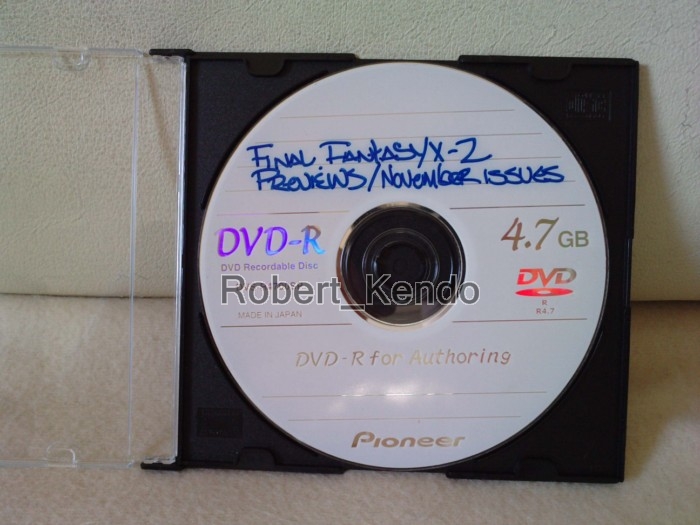 FINAL FANTASY/X-2
PREVIEWS/NOVEMBER ISSUES
DVD-R
4.7 GB
DVD Recordable Disc
DVD
Robert_Kendo
R
R4.7
MADE IN JAPAN
DVD-R for Authoring
Pioneer